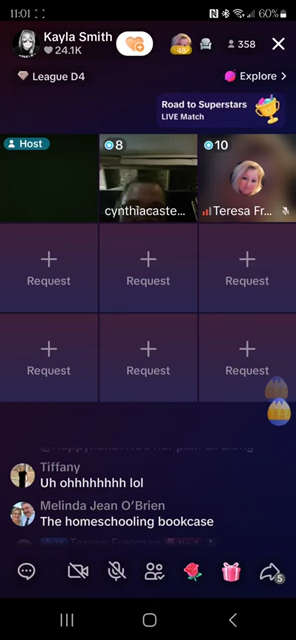 11:01
60%
Kayla Smith
24.1K
358
League D4
Explore >
Road to Superstars
LIVE Match
Host
8
10
cynthiacaste...
Teresa Fr...
Request
Request
Request
Request
Request
Request
Tiffany
Uh ohhhhhhhh lol
Melinda Jean O'Brien
The homeschooling bookcase
5